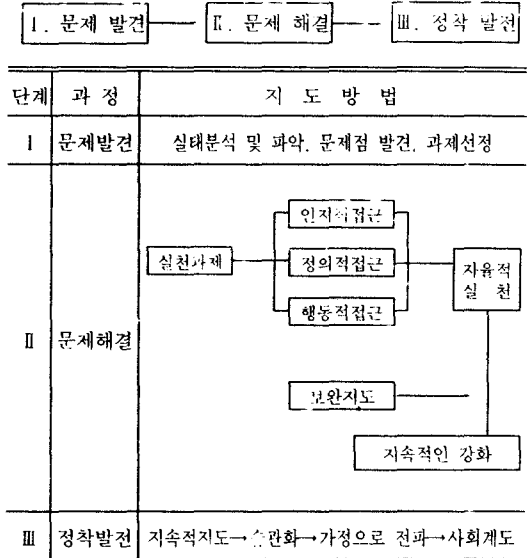 Ⅰ. 문제 발견 Ⅱ. 문제 해결 Ⅲ. 정착 발전
단계 과 정 지 도 방 법
Ⅰ 문제발견 실태분석 및 파악, 문제점 발견, 과제선정
인지적접근
실천과제 정의적접근 자율적
실 천
행동적접근
Ⅱ 문제해결
보완지도
지속적인 강화
Ⅲ 정착발전 지속적지도→습관화→가정으로 전파→사회계도